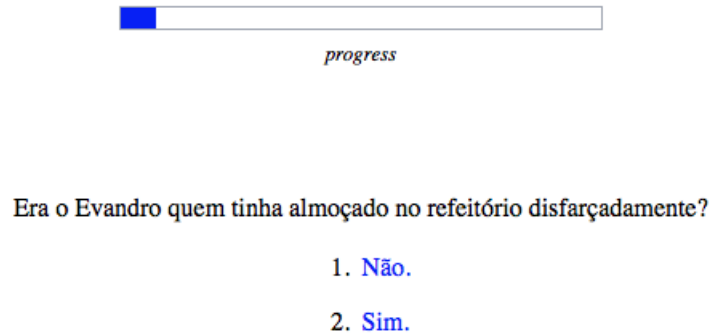 progress
Era o Evandro quem tinha almoçado no refeitório disfarçadamente?
1. Não.
2. Sim.